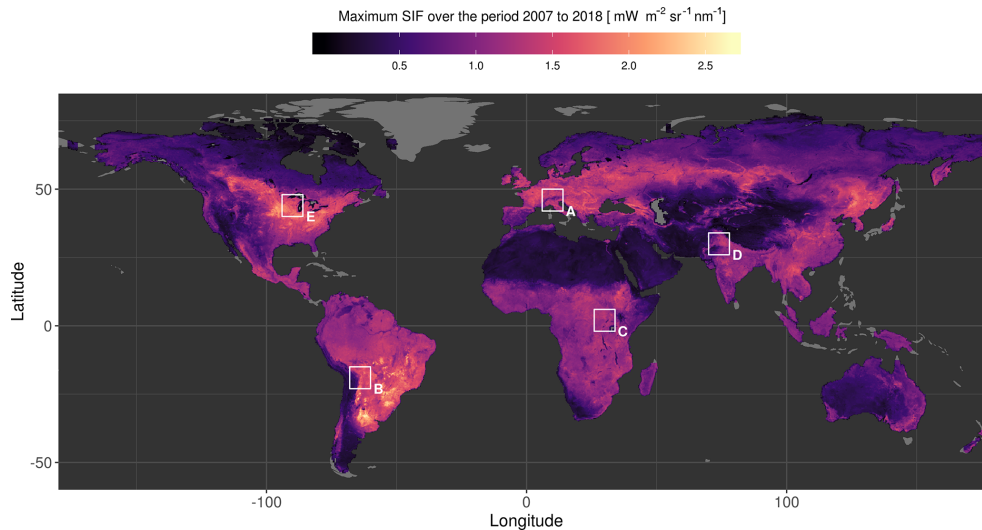 Maximum SIF over the period 2007 to 2018 [ mW m⁻² sr⁻¹ nm⁻¹ ]
0.5 1.0 1.5 2.0 2.5
Latitude
50
0
-50
A
E
D
C
B
-100 0 100
Longitude